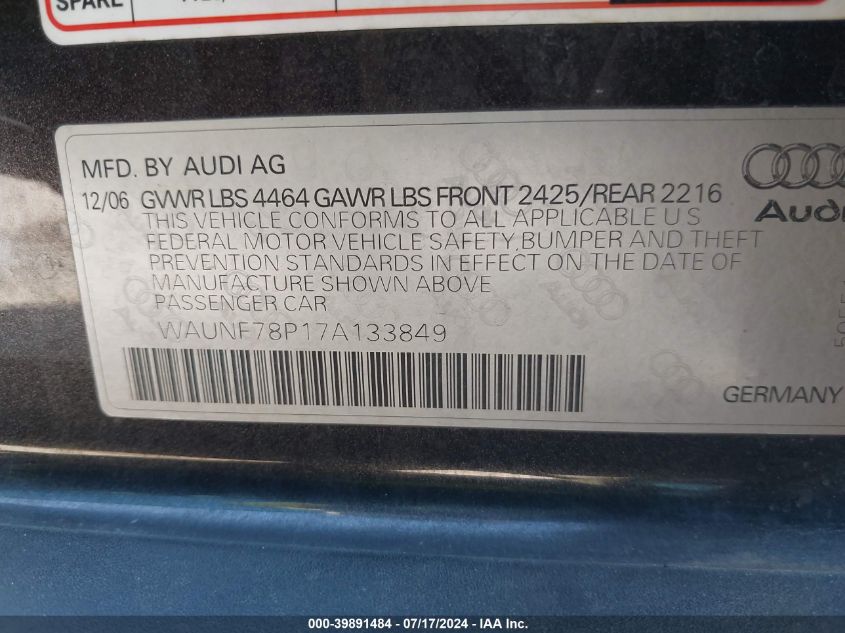 SPARE
MFD. BY AUDI AG
12/06 GVWR LBS 4464 GAWR LBS FRONT 2425/REAR 2216
THIS VEHICLE CONFORMS TO ALL APPLICABLE U S
FEDERAL MOTOR VEHICLE SAFETY, BUMPER AND THEFT
PREVENTION STANDARDS IN EFFECT ON THE DATE OF
MANUFACTURE SHOWN ABOVE
PASSENGER CAR
WAUNF78P17A133849
Audi
GERMANY
000-39891484 - 07/17/2024 - IAA Inc.